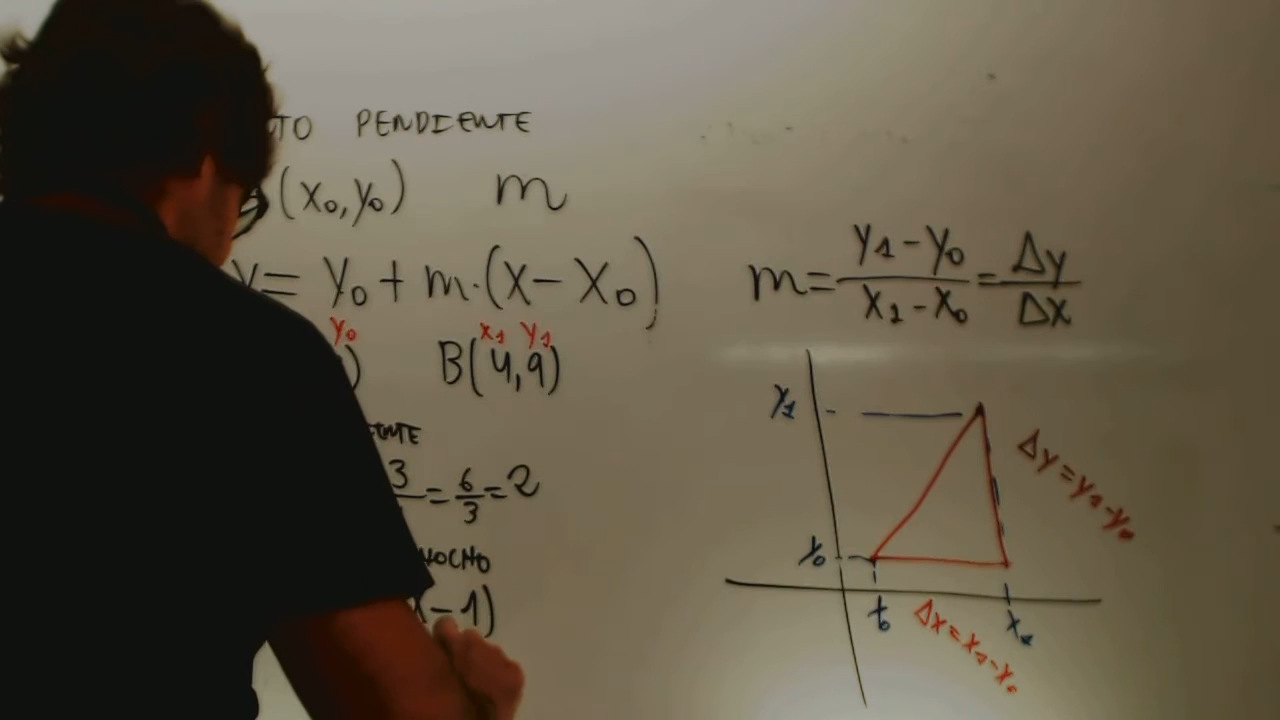 TO PENDIENTE
(x₀, y₀) m
y = y₀ + m·(x - x₀)
m = (y₁ - y₀)/(x₁ - x₀) = Δy/Δx
y₀ x₁ y₁
) B(4, 9)
ENTE
3 = 6/3 = 2
NOCHO
x - 1)
y₁
Δy = y₁ - y₀
y₀
x₁
Δx = x₁ - x₀